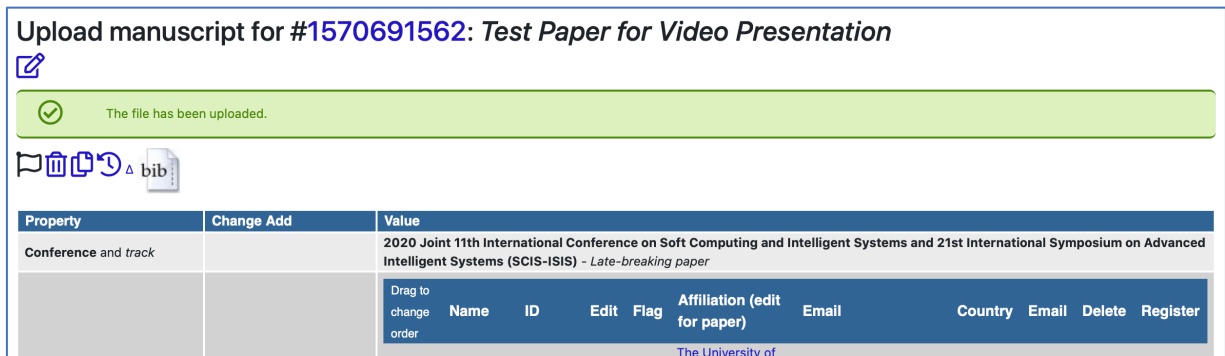 Upload manuscript for #1570691562: Test Paper for Video Presentation
The file has been uploaded.
Δ bib
Property Change Add Value
Conference and track
2020 Joint 11th International Conference on Soft Computing and Intelligent Systems and 21st International Symposium on Advanced
Intelligent Systems (SCIS-ISIS) - Late-breaking paper
Drag to
change
order
Name ID Edit Flag
Affiliation (edit
for paper)
Email Country Email Delete Register
The University of